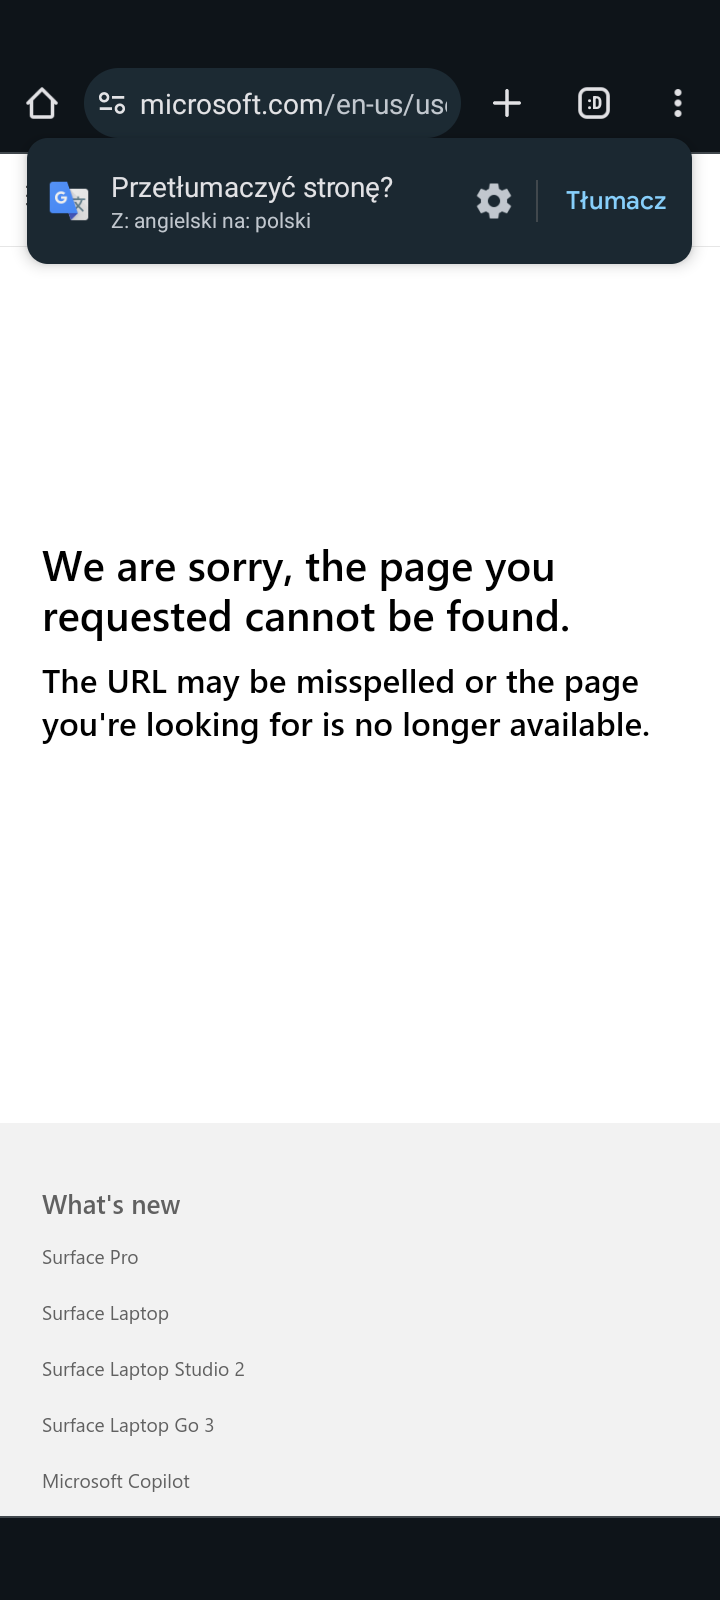 microsoft.com/en-us/us
:D
Przetłumaczyć stronę?
Z: angielski na: polski
Tłumacz
We are sorry, the page you
requested cannot be found.
The URL may be misspelled or the page
you're looking for is no longer available.
What's new
Surface Pro
Surface Laptop
Surface Laptop Studio 2
Surface Laptop Go 3
Microsoft Copilot